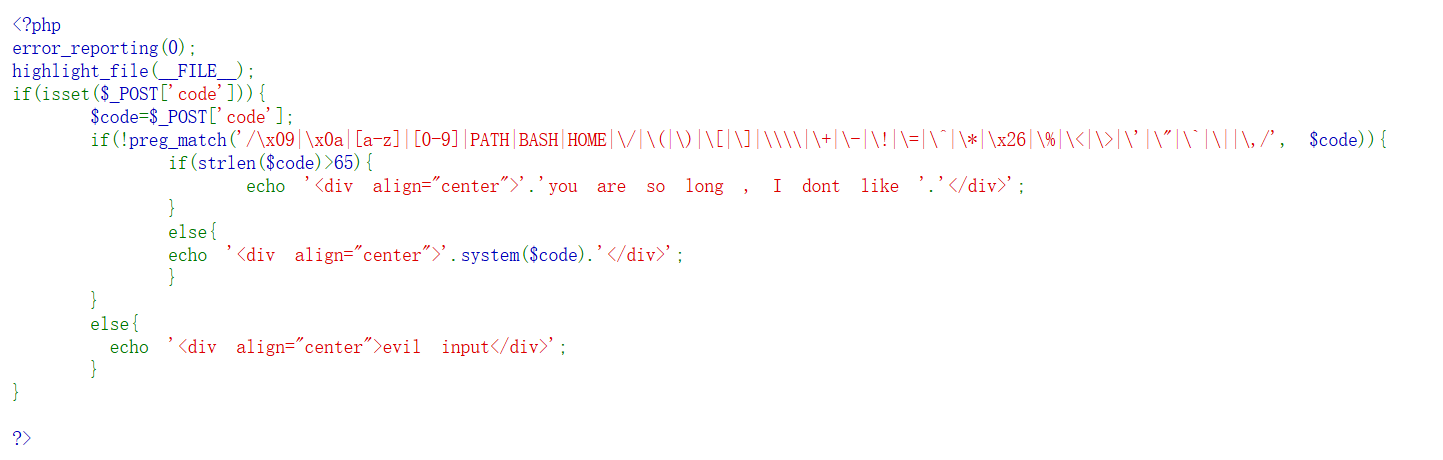 <?php
error_reporting(0);
highlight_file(__FILE__);
if(isset($_POST['code'])){
$code=$_POST['code'];
if(!preg_match('/\x09|\x0a|[a-z]|[0-9]|PATH|BASH|HOME|\/|\(|\)|\[|\]|\\\\|\+|\-|\!|\=|\^|\*|\x26|\%|\<|\>|\'|\"|\`|\||\,/', $code)){
if(strlen($code)>65){
echo '<div align="center">'.'you are so long , I dont like '.'</div>';
}
else{
echo '<div align="center">'.system($code).'</div>';
}
}
else{
echo '<div align="center">evil input</div>';
}
}
?>